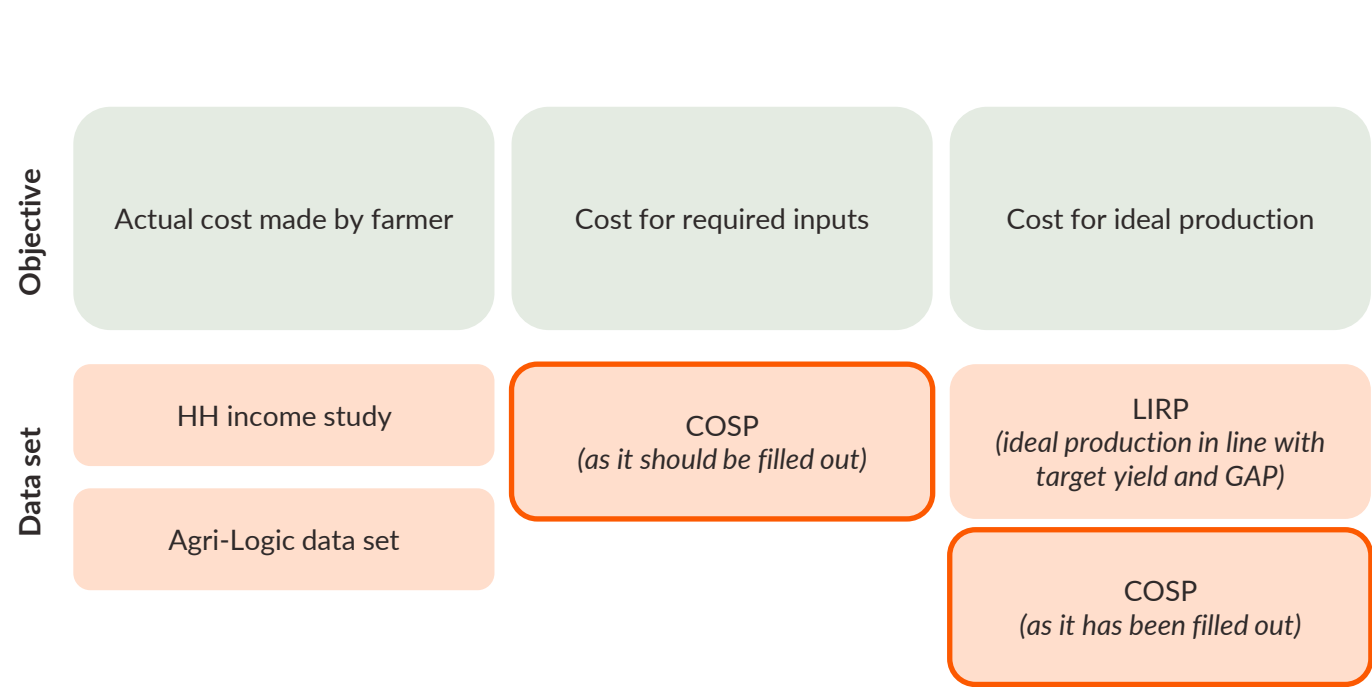 Objective
Actual cost made by farmer
Cost for required inputs
Cost for ideal production
Data set
HH income study
Agri-Logic data set
COSP
(as it should be filled out)
LIRP
(ideal production in line with
target yield and GAP)
COSP
(as it has been filled out)